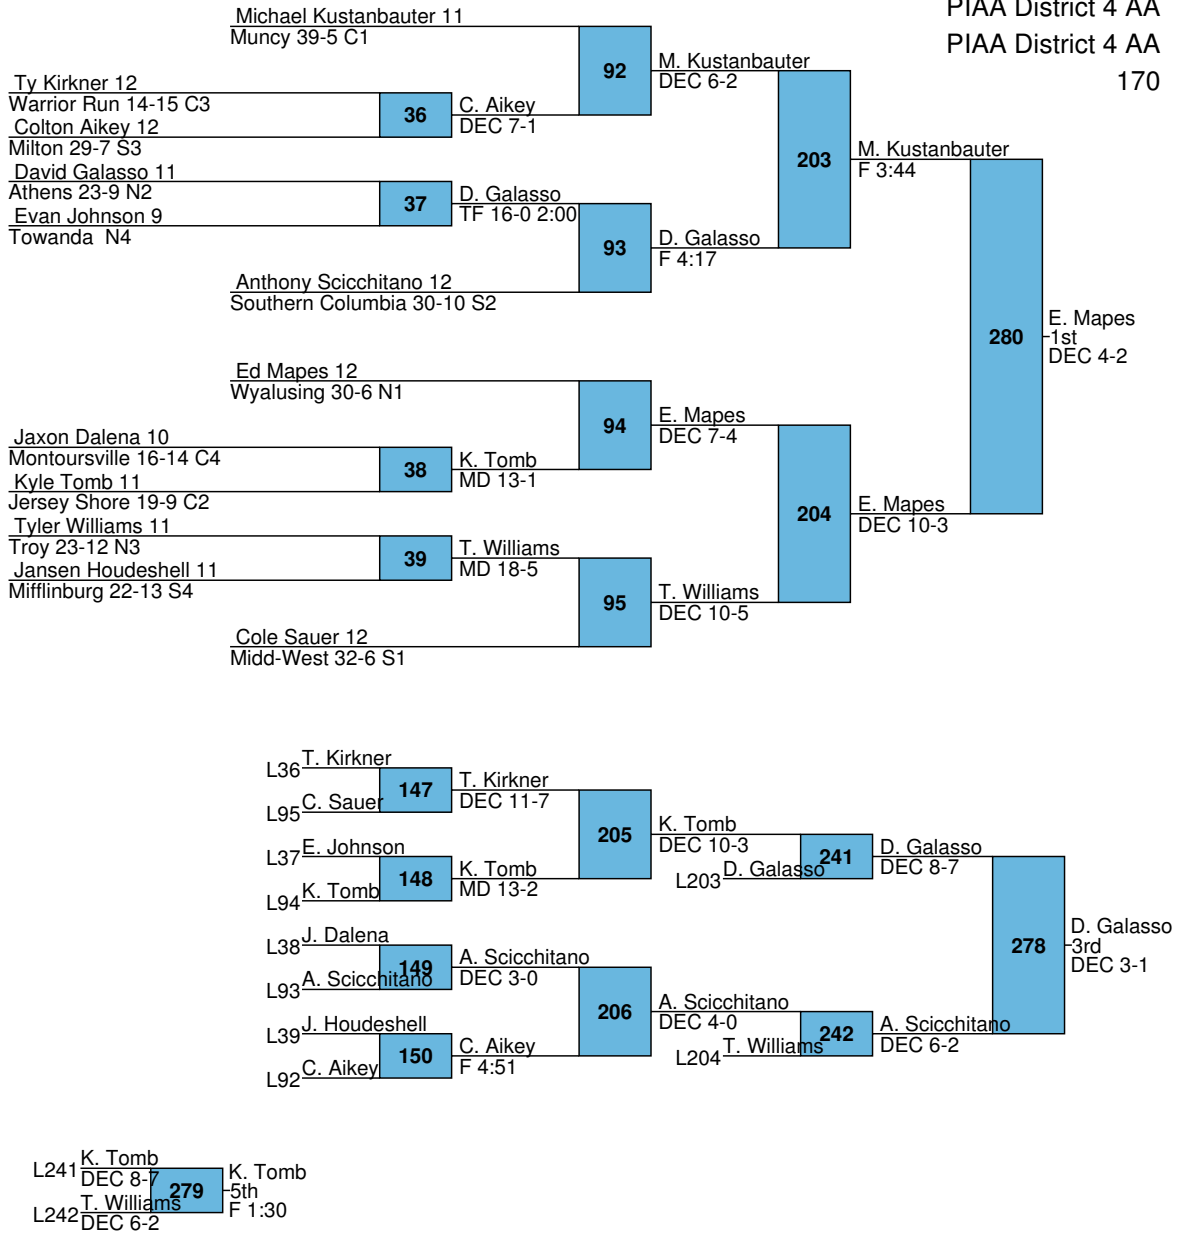 PIAA District 4 AA
PIAA District 4 AA
170
Michael Kustanbauter 11
Muncy 39-5 C1
92
M. Kustanbauter
DEC 6-2
Ty Kirkner 12
Warrior Run 14-15 C3
36
C. Aikey
DEC 7-1
Colton Aikey 12
Milton 29-7 S3
203
M. Kustanbauter
F 3:44
David Galasso 11
Athens 23-9 N2
37
D. Galasso
TF 16-0 2:00
Evan Johnson 9
Towanda N4
93
D. Galasso
F 4:17
Anthony Scicchitano 12
Southern Columbia 30-10 S2
280
E. Mapes
1st
DEC 4-2
Ed Mapes 12
Wyalusing 30-6 N1
94
E. Mapes
DEC 7-4
Jaxon Dalena 10
Montoursville 16-14 C4
38
K. Tomb
MD 13-1
Kyle Tomb 11
Jersey Shore 19-9 C2
204
E. Mapes
DEC 10-3
Tyler Williams 11
Troy 23-12 N3
39
T. Williams
MD 18-5
Jansen Houdeshell 11
Mifflinburg 22-13 S4
95
T. Williams
DEC 10-5
Cole Sauer 12
Midd-West 32-6 S1
L36 T. Kirkner
147
T. Kirkner
DEC 11-7
L95 C. Sauer
205
K. Tomb
DEC 10-3
L37 E. Johnson
148
K. Tomb
MD 13-2
L94 K. Tomb
L203 D. Galasso
241
D. Galasso
DEC 8-7
L38 J. Dalena
149
A. Scicchitano
DEC 3-0
L93 A. Scicchitano
278
D. Galasso
3rd
DEC 3-1
206
A. Scicchitano
DEC 4-0
L39 J. Houdeshell
150
C. Aikey
F 4:51
L92 C. Aikey
L204 T. Williams
242
A. Scicchitano
DEC 6-2
L241 K. Tomb
DEC 8-7
279
K. Tomb
5th
F 1:30
L242 T. Williams
DEC 6-2